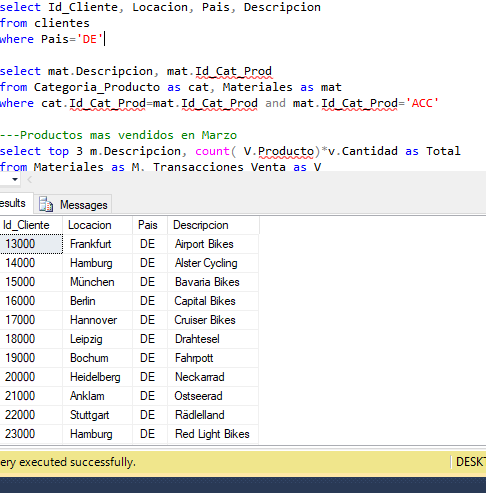 select Id_Cliente, Locacion, Pais, Descripcion
from clientes
where Pais='DE'
select mat.Descripcion, mat.Id_Cat_Prod
from Categoria_Producto as cat, Materiales as mat
where cat.Id_Cat_Prod=mat.Id_Cat_Prod and mat.Id_Cat_Prod='ACC'
---Productos mas vendidos en Marzo
select top 3 m.Descripcion, count( V.Producto)*v.Cantidad as Total
from Materiales as M, Transacciones Venta as V
esults Messages
Id_Cliente Locacion Pais Descripcion
13000 Frankfurt DE Airport Bikes
14000 Hamburg DE Alster Cycling
15000 München DE Bavaria Bikes
16000 Berlin DE Capital Bikes
17000 Hannover DE Cruiser Bikes
18000 Leipzig DE Drahtesel
19000 Bochum DE Fahrpott
20000 Heidelberg DE Neckarrad
21000 Anklam DE Ostseerad
22000 Stuttgart DE Rädlelland
23000 Hamburg DE Red Light Bikes
ery executed successfully. DESKT